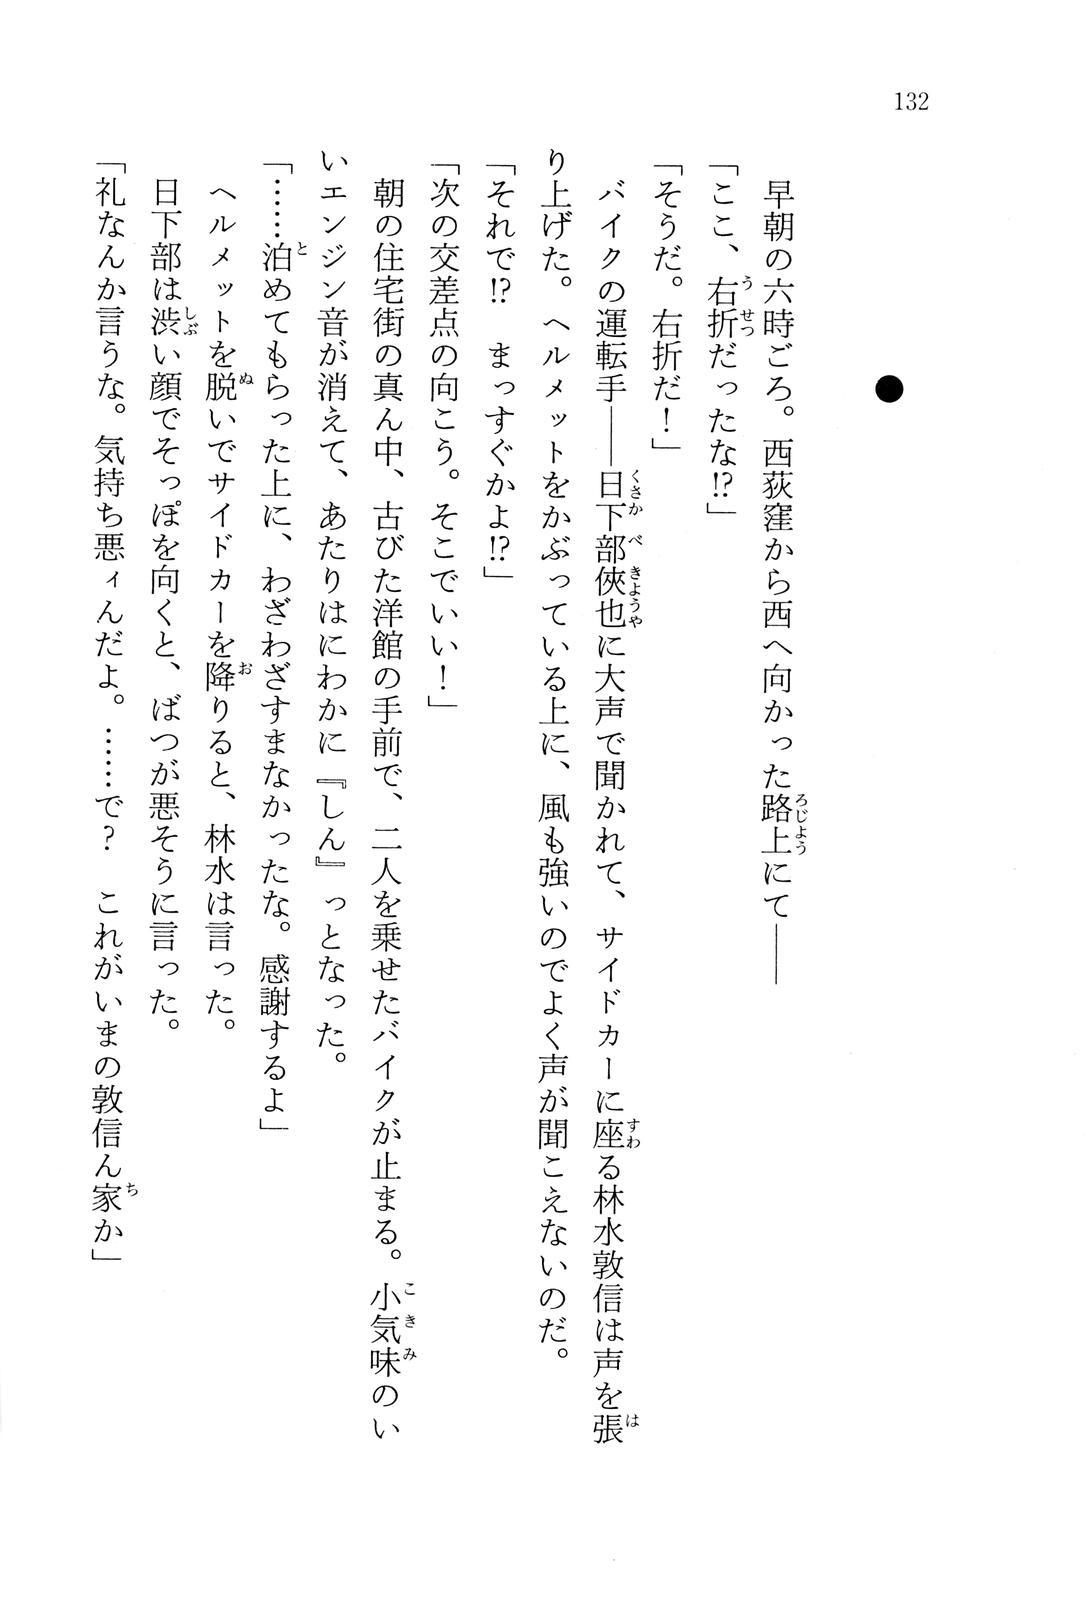 132
●
早朝の六時ごろ。西荻窪から西へ向かった路上にて――
「ここ、右折だったな!?」
「そうだ。右折だ！」
バイクの運転手――日下部俠也に大声で聞かれて、サイドカーに座る林水敦信は声を張
り上げた。ヘルメットをかぶっている上に、風も強いのでよく声が聞こえないのだ。
「それで!?　まっすぐかよ!?」
「次の交差点の向こう。そこでいい！」
朝の住宅街の真ん中、古びた洋館の手前で、二人を乗せたバイクが止まる。小気味のい
いエンジン音が消えて、あたりはにわかに『しん』っとなった。
「……泊めてもらった上に、わざわざすまなかったな。感謝するよ」
ヘルメットを脱いでサイドカーを降りると、林水は言った。
日下部は渋い顔でそっぽを向くと、ばつが悪そうに言った。
「礼なんか言うな。気持ち悪ィんだよ。……で？　これがいまの敦信ん家か」